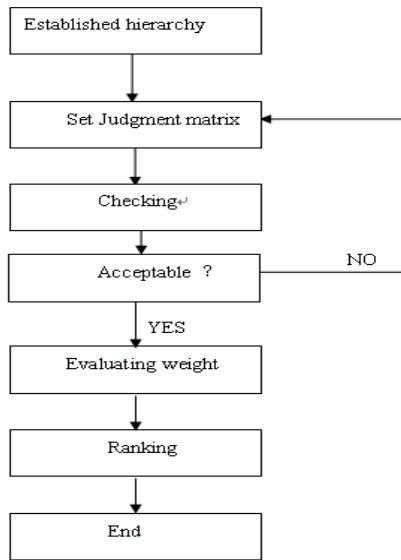 Established hierarchy
Set Judgment matrix
Checking↵
Acceptable ？
NO
YES
Evaluating weight
Ranking
End